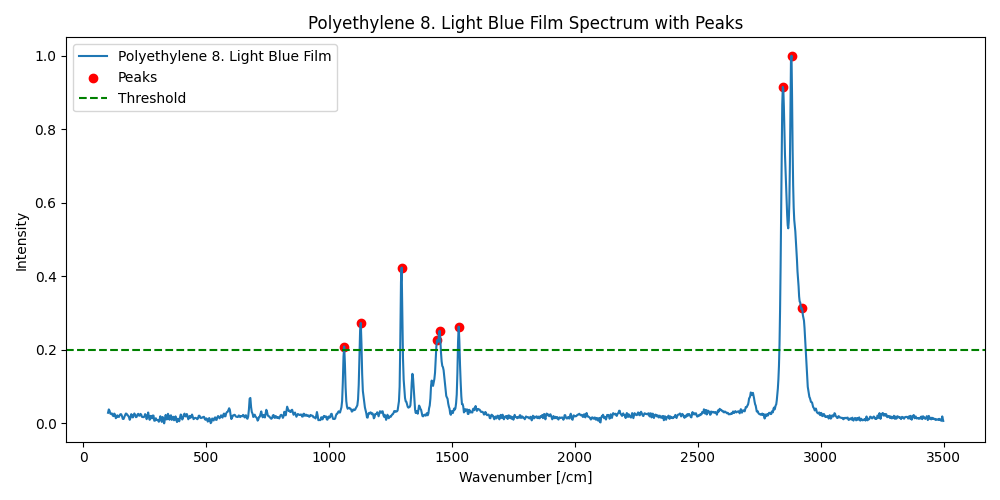 Polyethylene 8. Light Blue Film Spectrum with Peaks
Polyethylene 8. Light Blue Film
Peaks
Threshold
1.0
0.8
0.6
0.4
0.2
0.0
Intensity
0 500 1000 1500 2000 2500 3000 3500
Wavenumber [/cm]